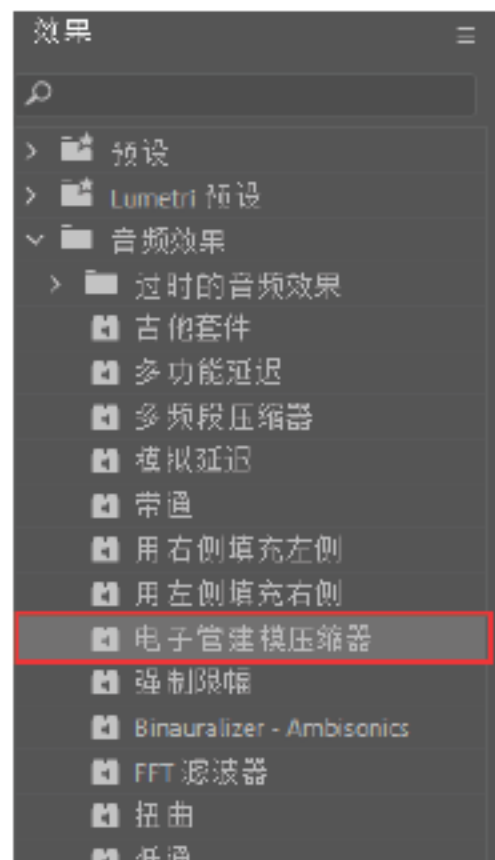 效果
预设
Lumetri 预设
音频效果
过时的音频效果
吉他套件
多功能延迟
多频段压缩器
模拟延迟
带通
用右侧填充左侧
用左侧填充右侧
电子管建模压缩器
强制限幅
Binauralizer - Ambisonics
FFT 滤波器
扭曲
低通